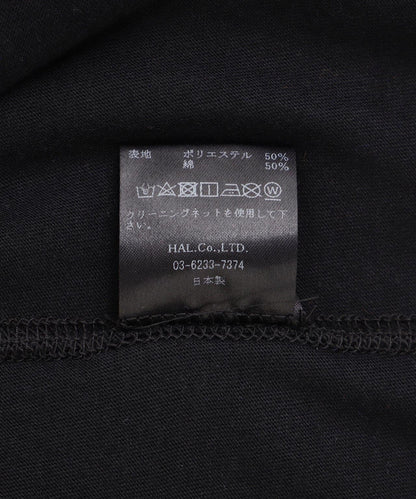 表地 ポリエステル 50%
綿 50%
クリーニングネットを使用して下
さい。
HAL.Co.,LTD.
03-6233-7374
日本製